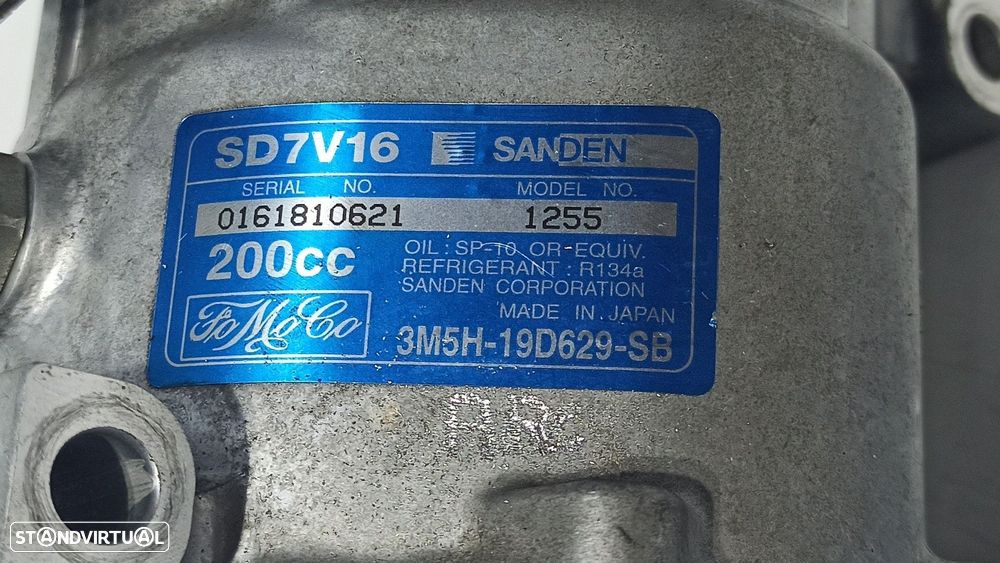 SD7V16 SANDEN
SERIAL NO. MODEL NO.
0161810621 1255
200cc
OIL : SP-10 OR-EQUIV.
REFRIGERANT : R134a
SANDEN CORPORATION
MADE IN JAPAN
FoMoCo
3M5H-19D629-SB
ARC
STANDVIRTUAL